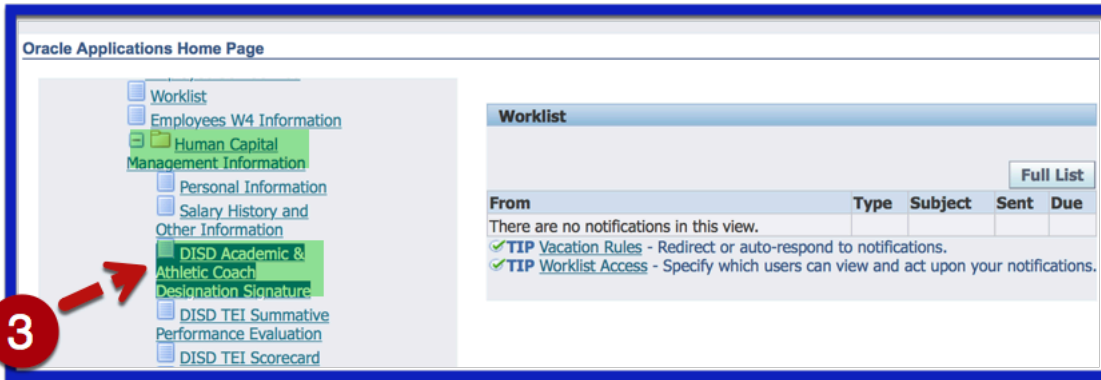 Oracle Applications Home Page
Worklist
Employees W4 Information
Human Capital
Management Information
Personal Information
Salary History and
Other Information
DISD Academic &
Athletic Coach
Designation Signature
DISD TEI Summative
Performance Evaluation
DISD TEI Scorecard
3
Worklist
Full List
From Type Subject Sent Due
There are no notifications in this view.
TIP Vacation Rules - Redirect or auto-respond to notifications.
TIP Worklist Access - Specify which users can view and act upon your notifications.